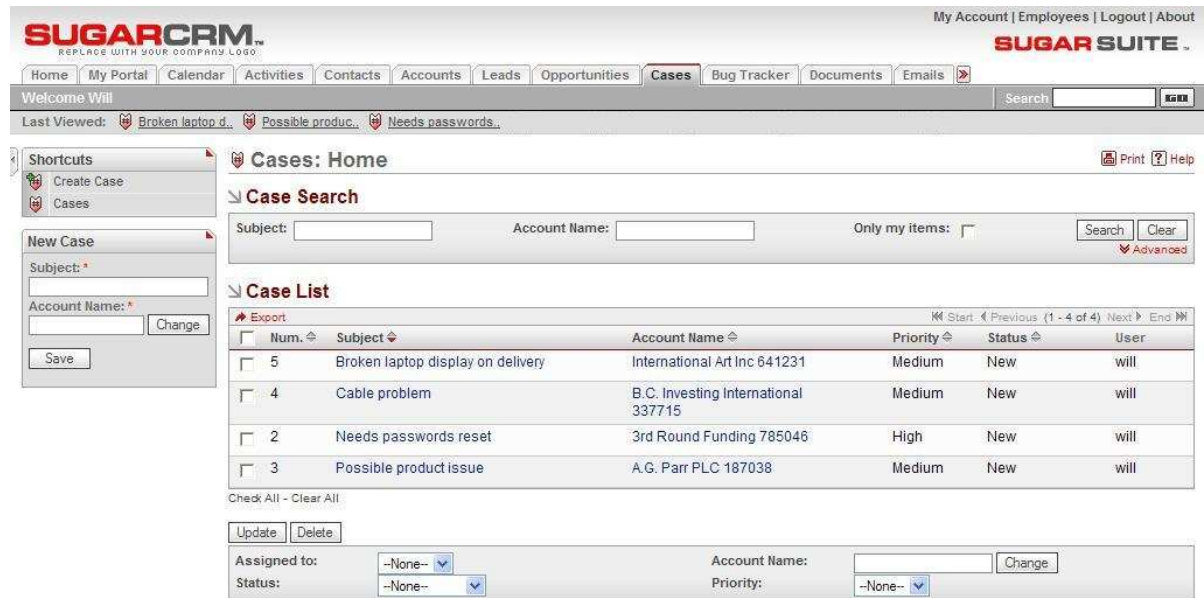 My Account | Employees | Logout | About
SUGARCRM™
REPLACE WITH YOUR COMPANY LOGO
SUGAR SUITE™
Home My Portal Calendar Activities Contacts Accounts Leads Opportunities Cases Bug Tracker Documents Emails
Welcome Will Search GO
Last Viewed: Broken laptop d.. Possible produc.. Needs passwords..
Shortcuts
Create Case
Cases
New Case
Subject: *
Account Name: *
Change
Save
Cases: Home Print ? Help
Case Search
Subject: Account Name: Only my items: Search Clear
Advanced
Case List
Export Start Previous (1 - 4 of 4) Next End
Num. Subject Account Name Priority Status User
5 Broken laptop display on delivery International Art Inc 641231 Medium New will
4 Cable problem B.C. Investing International Medium New will
337715
2 Needs passwords reset 3rd Round Funding 785046 High New will
3 Possible product issue A.G. Parr PLC 187038 Medium New will
Check All - Clear All
Update Delete
Assigned to: --None-- Account Name: Change
Status: --None-- Priority: --None--